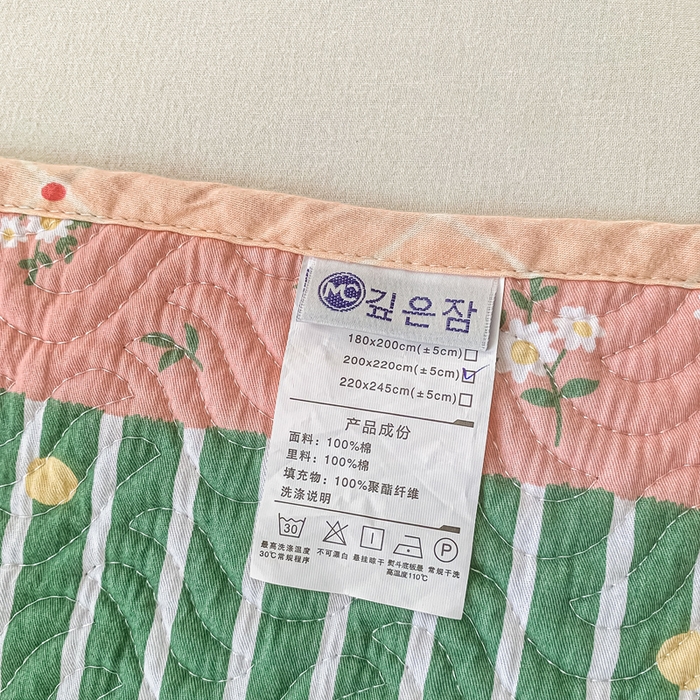 MC 깊은잠
180x200cm(±5cm)
200x220cm(±5cm)
220x245cm(±5cm)
产品成份
面料：100%棉
里料：100%棉
填充物：100%聚酯纤维
洗涤说明
30
P
最高洗涤温度
30℃常规程序
不可漂白
悬挂晾干
熨斗底板最
高温度110℃
常规干洗